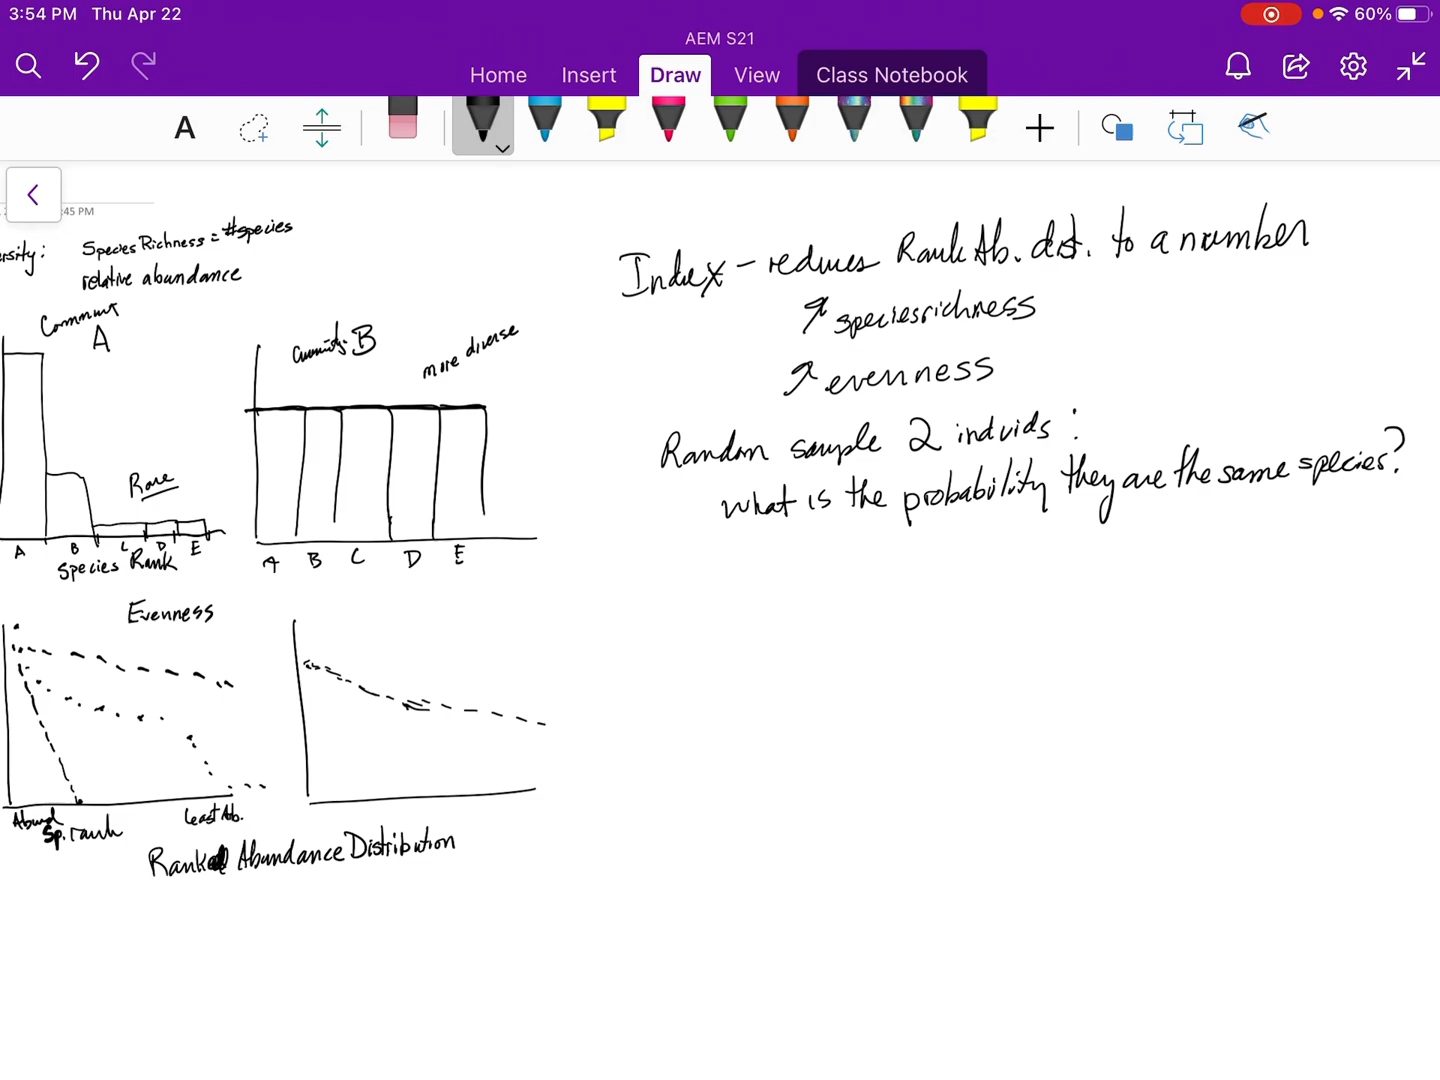 3:54 PM Thu Apr 22
60%
AEM S21
Home Insert Draw View Class Notebook
A
:45 PM
ersity: Species Richness = #species
relative abundance
A
Community B
more diverse
Rare
A B C D E
Species Rank
A B C D E
Evenness
Abund
Sp. rank
Least Ab.
Ranked Abundance Distribution
Index - reduces Rank Ab. dist. to a number
↗ species richness
↗ evenness
Random sample 2 individs :
What is the probability they are the same species?